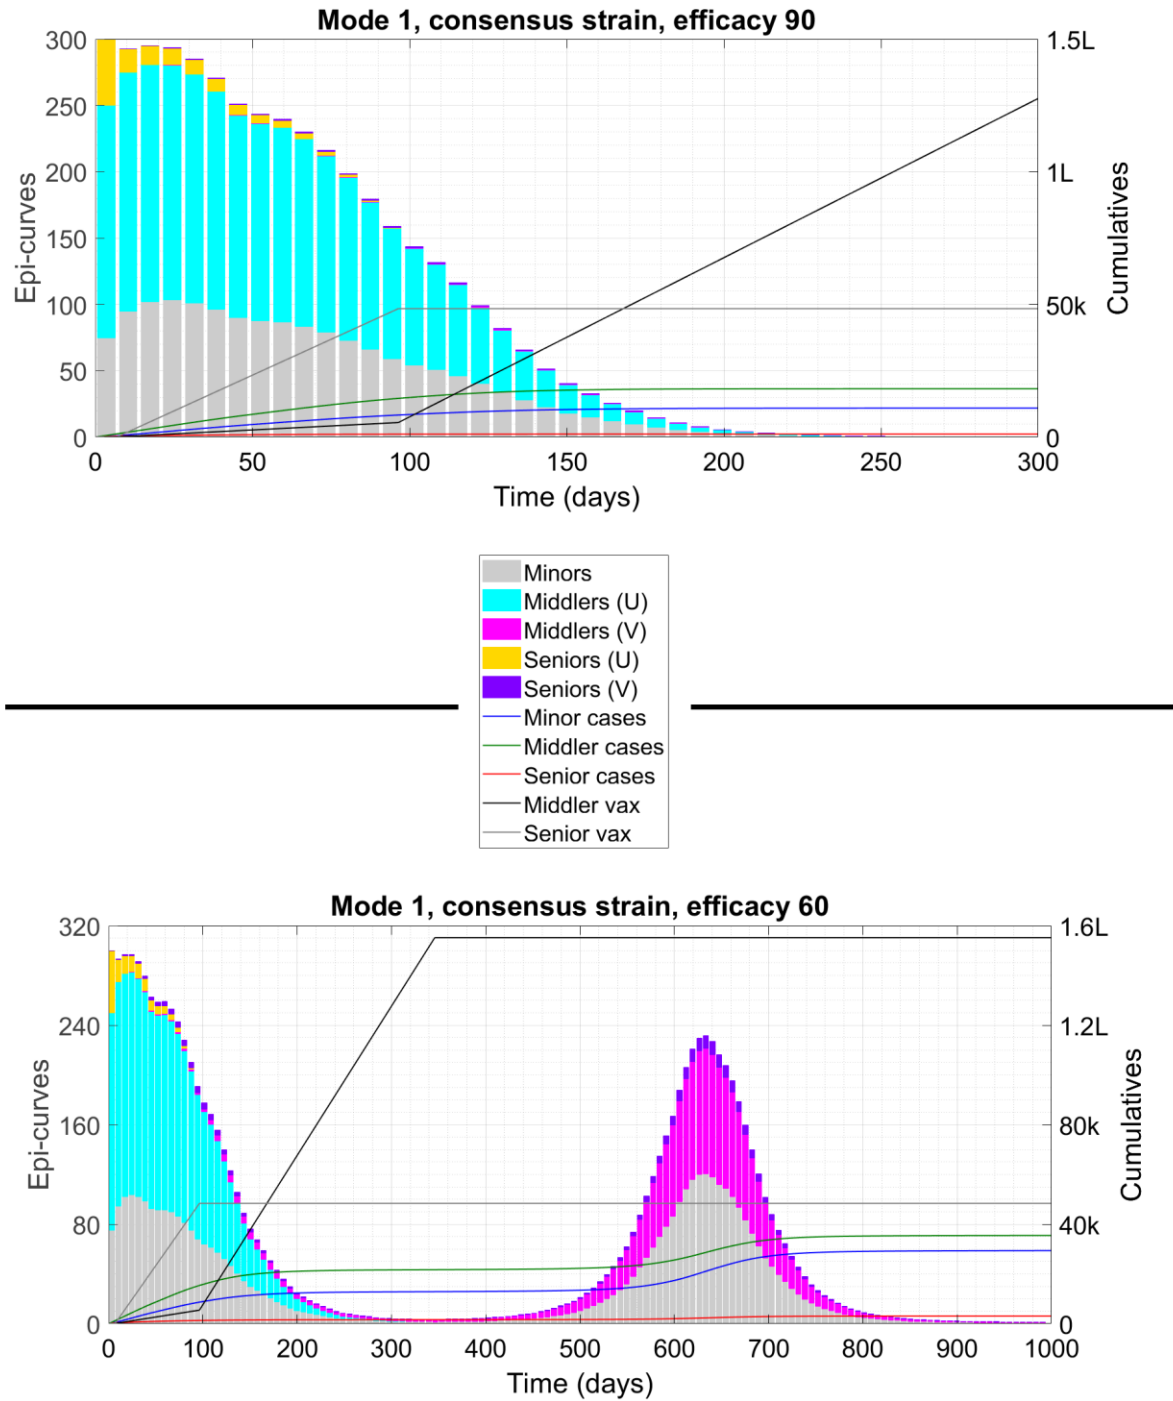 Mode 1, consensus strain, efficacy 90
300
250
200
150
100
50
0
Epi-curves
1.5L
1L
50k
0
Cumulatives
0 50 100 150 200 250 300
Time (days)
Minors
Middlers (U)
Middlers (V)
Seniors (U)
Seniors (V)
Minor cases
Middler cases
Senior cases
Middler vax
Senior vax
Mode 1, consensus strain, efficacy 60
320
240
160
80
0
Epi-curves
1.6L
1.2L
80k
40k
0
Cumulatives
0 100 200 300 400 500 600 700 800 900 1000
Time (days)